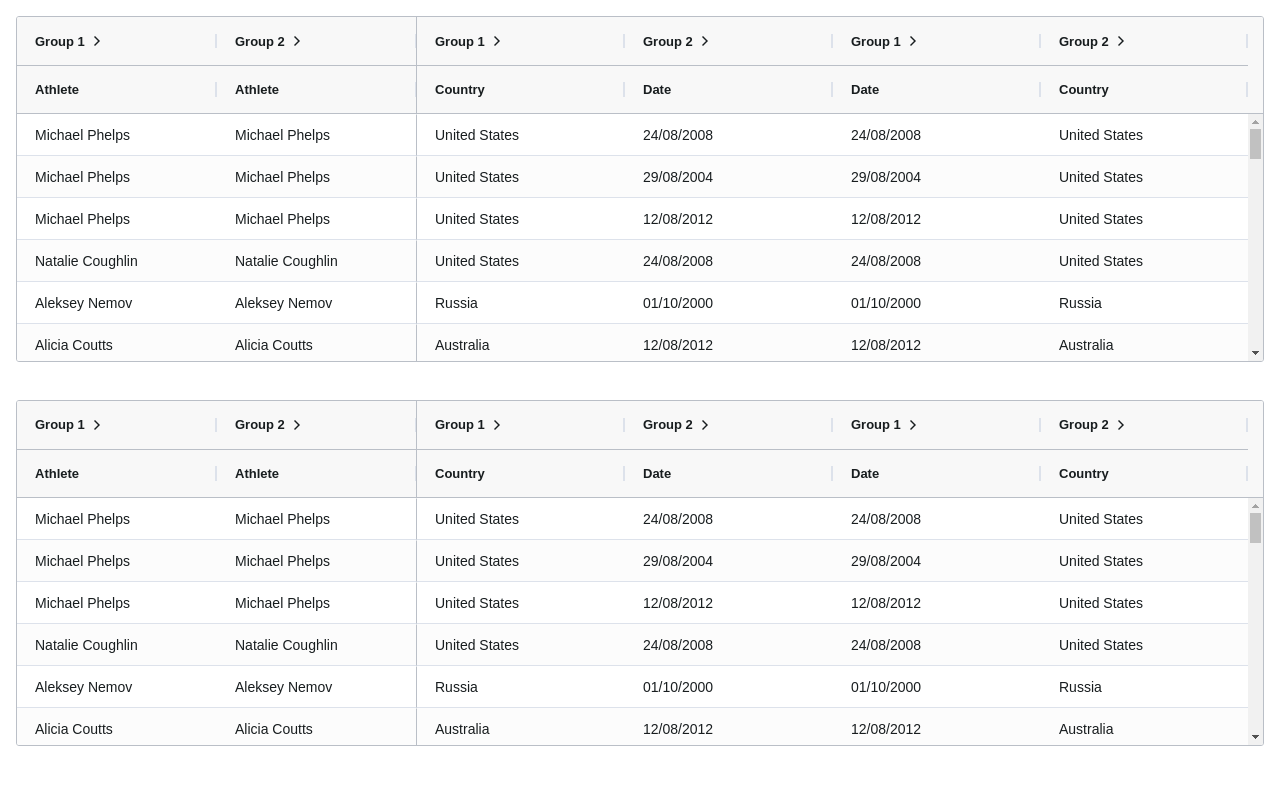 Group 1 Group 2 Group 1 Group 2 Group 1 Group 2
Athlete Athlete Country Date Date Country
Michael Phelps Michael Phelps United States 24/08/2008 24/08/2008 United States
Michael Phelps Michael Phelps United States 29/08/2004 29/08/2004 United States
Michael Phelps Michael Phelps United States 12/08/2012 12/08/2012 United States
Natalie Coughlin Natalie Coughlin United States 24/08/2008 24/08/2008 United States
Aleksey Nemov Aleksey Nemov Russia 01/10/2000 01/10/2000 Russia
Alicia Coutts Alicia Coutts Australia 12/08/2012 12/08/2012 Australia
Group 1 Group 2 Group 1 Group 2 Group 1 Group 2
Athlete Athlete Country Date Date Country
Michael Phelps Michael Phelps United States 24/08/2008 24/08/2008 United States
Michael Phelps Michael Phelps United States 29/08/2004 29/08/2004 United States
Michael Phelps Michael Phelps United States 12/08/2012 12/08/2012 United States
Natalie Coughlin Natalie Coughlin United States 24/08/2008 24/08/2008 United States
Aleksey Nemov Aleksey Nemov Russia 01/10/2000 01/10/2000 Russia
Alicia Coutts Alicia Coutts Australia 12/08/2012 12/08/2012 Australia